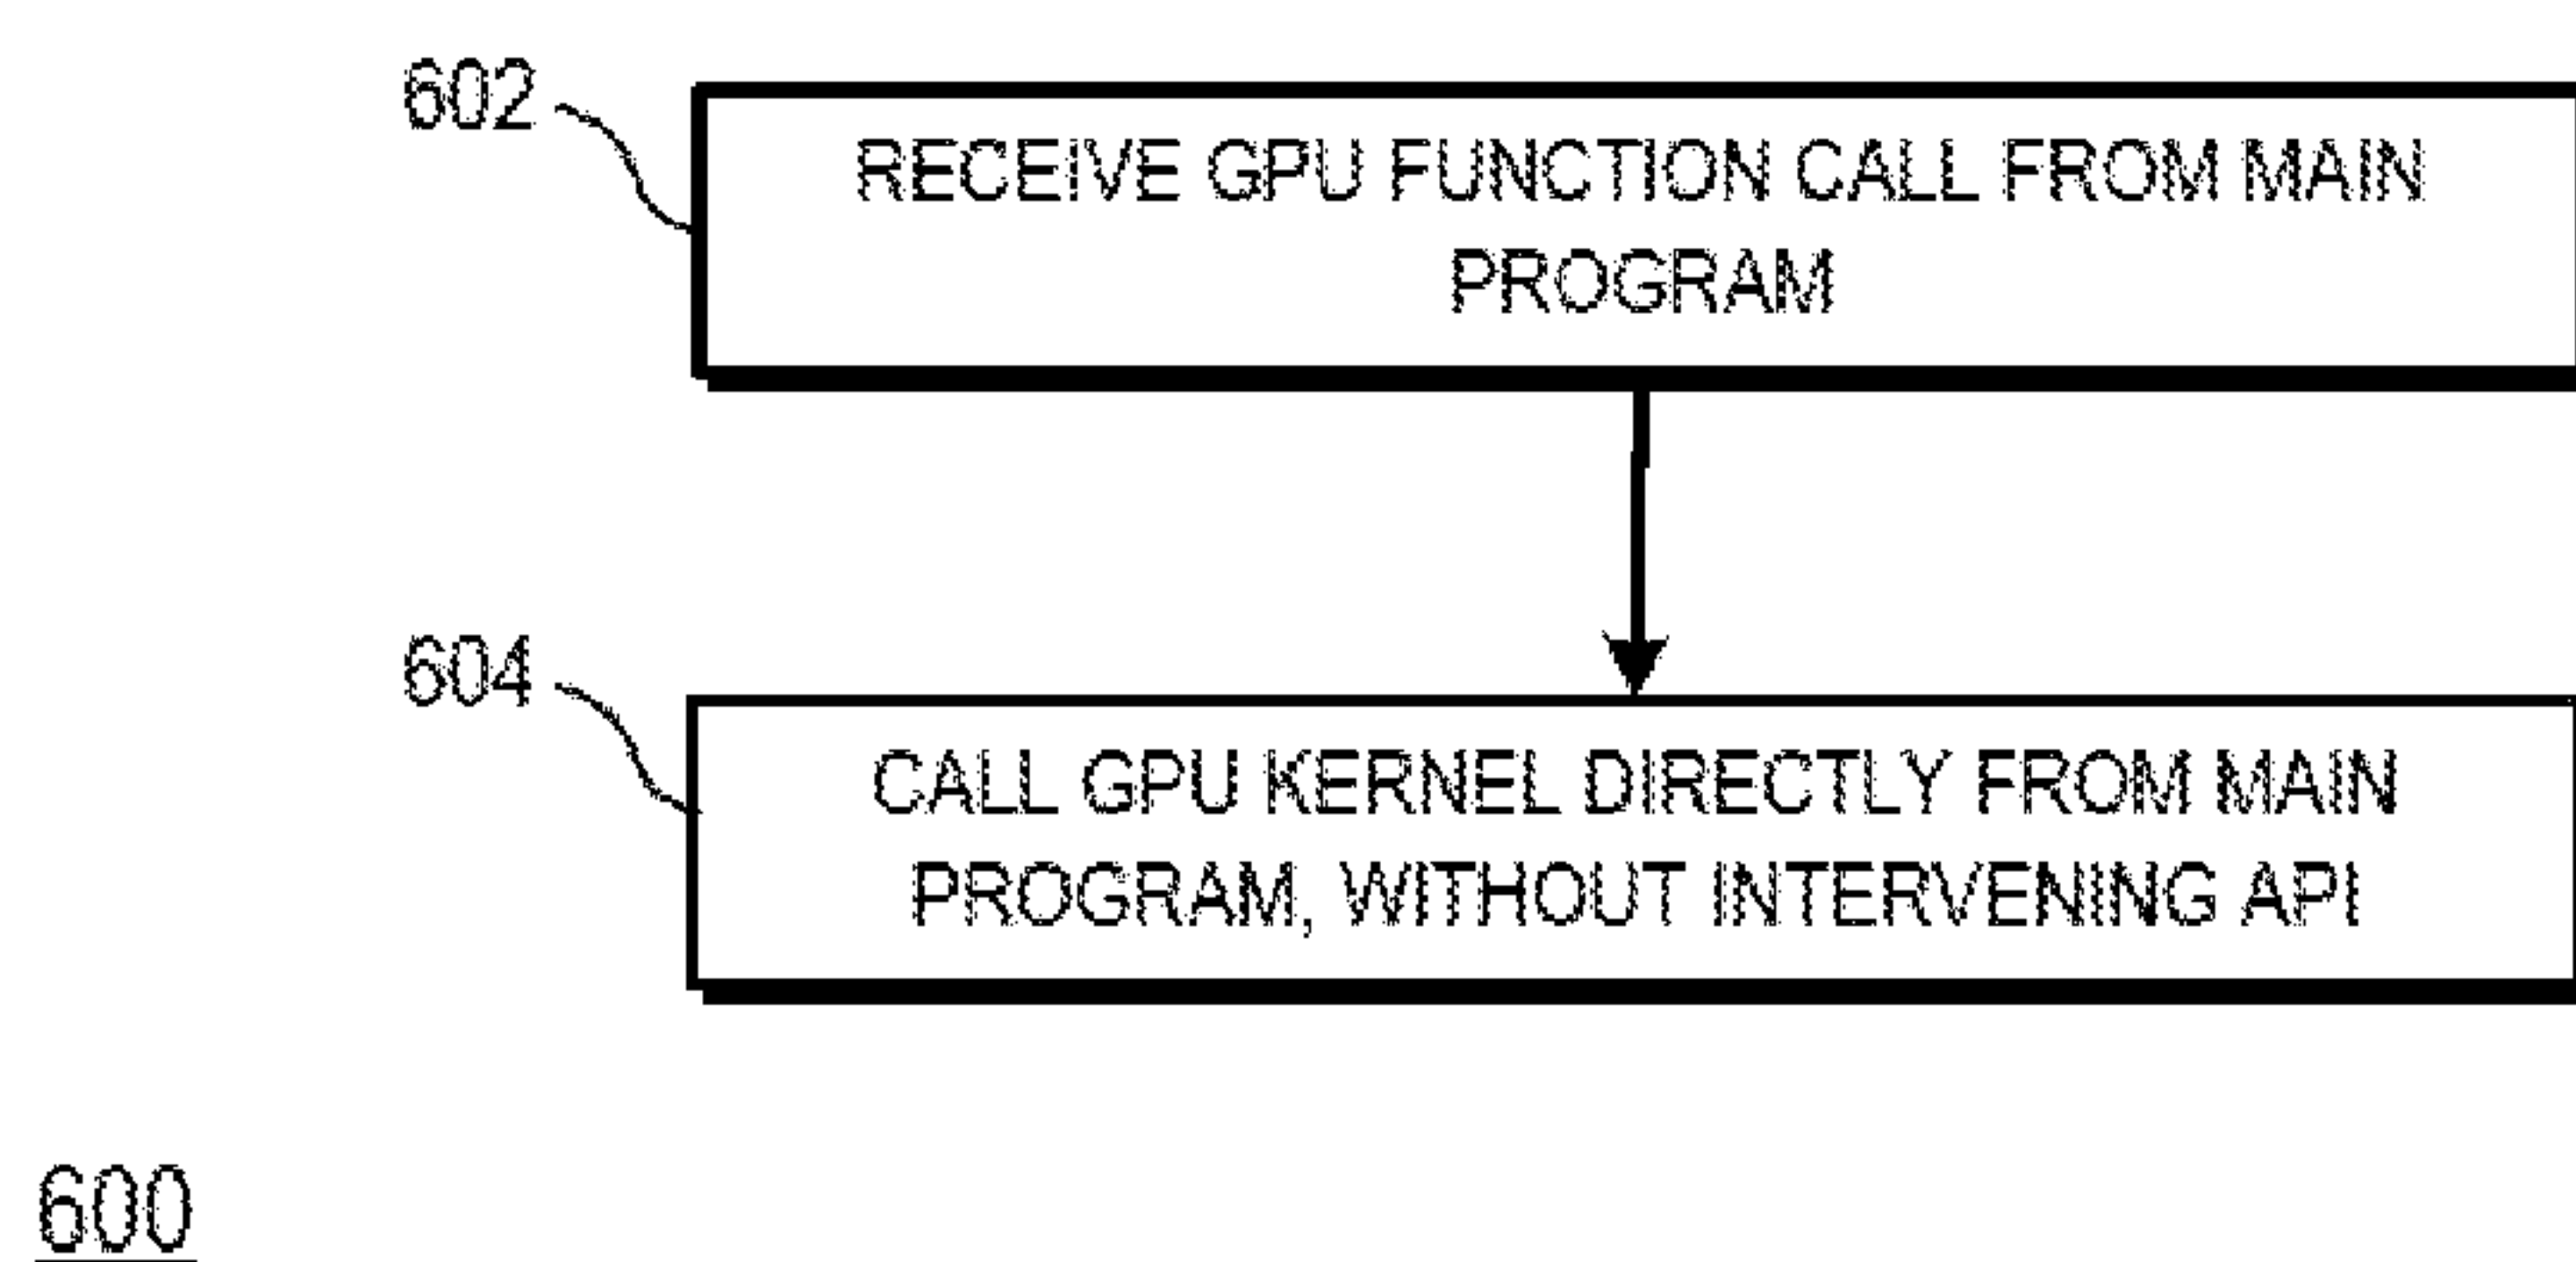 602
RECEIVE GPU FUNCTION CALL FROM MAIN
PROGRAM
604
CALL GPU KERNEL DIRECTLY FROM MAIN
PROGRAM, WITHOUT INTERVENING API
600